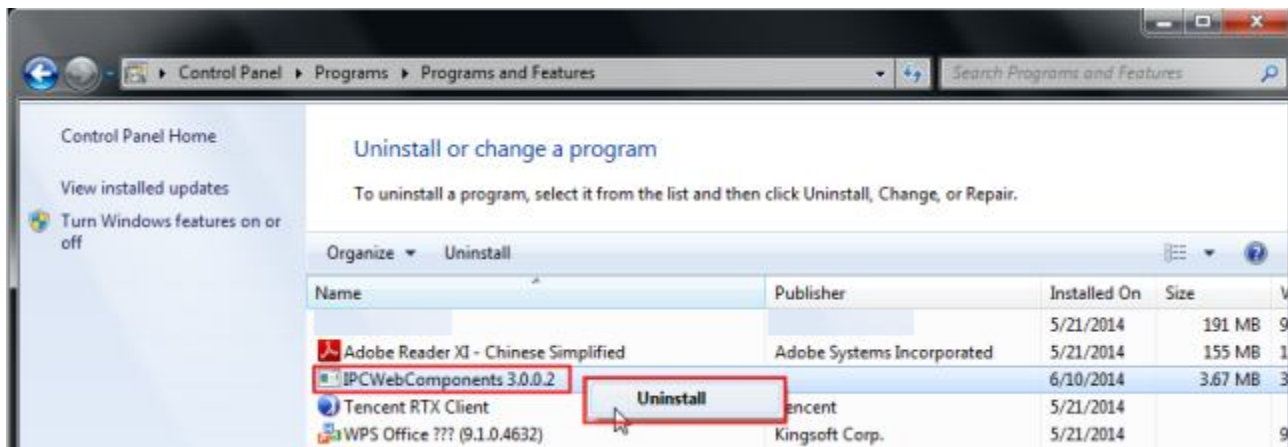 Control Panel Programs Programs and Features Search Programs and Features
Control Panel Home
View installed updates
Turn Windows features on or
off
Uninstall or change a program
To uninstall a program, select it from the list and then click Uninstall, Change, or Repair.
Organize Uninstall
Name Publisher Installed On Size
5/21/2014 191 MB 9
Adobe Reader XI - Chinese Simplified Adobe Systems Incorporated 5/21/2014 155 MB 1
IPCWebComponents 3.0.0.2 6/10/2014 3.67 MB 3
Uninstall
Tencent RTX Client encent 5/21/2014
WPS Office ??? (9.1.0.4632) Kingsoft Corp. 5/21/2014 9